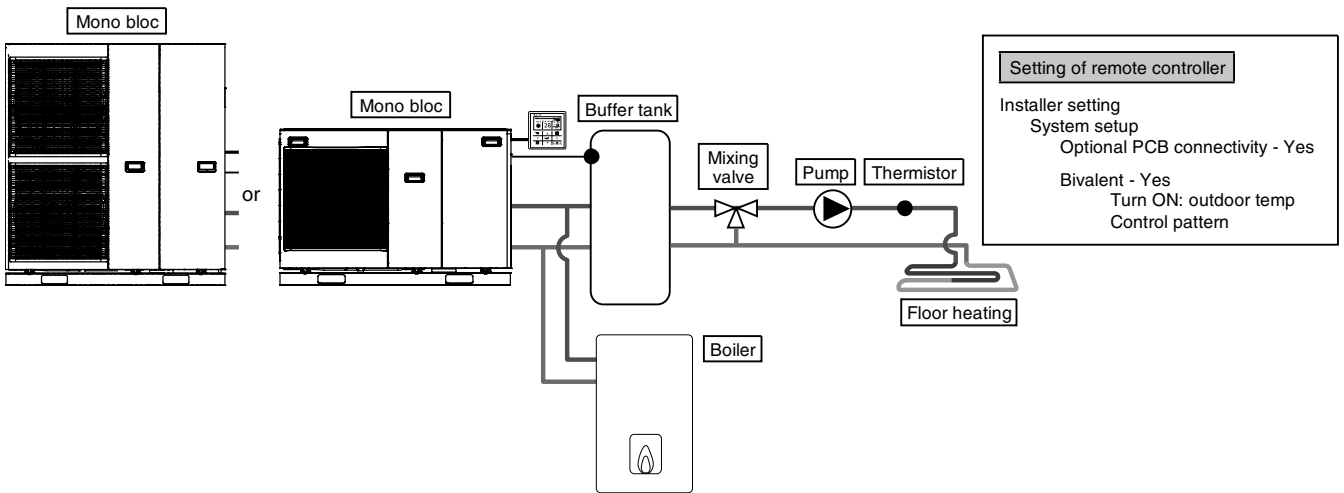 Mono bloc
or
Mono bloc
Buffer tank
Mixing
valve
Pump
Thermistor
Floor heating
Boiler
Setting of remote controller
Installer setting
System setup
Optional PCB connectivity - Yes
Bivalent - Yes
Turn ON: outdoor temp
Control pattern